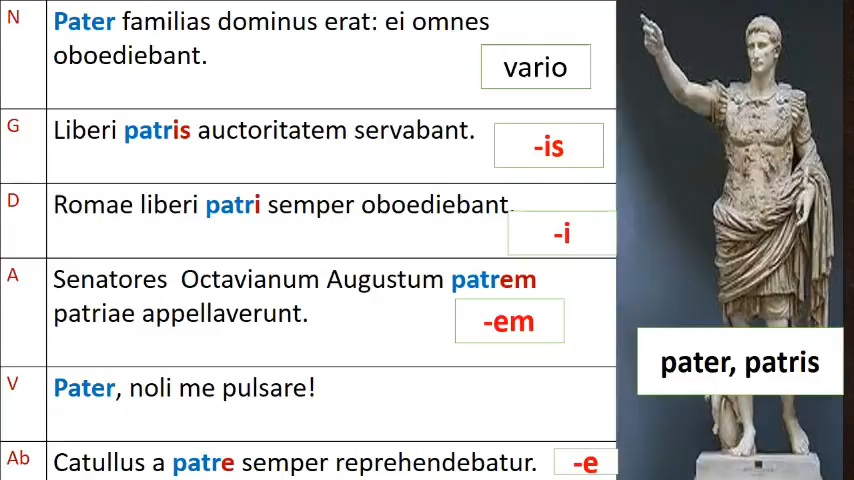 N
Pater familias dominus erat: ei omnes
oboediebant.
vario
G
Liberi patris auctoritatem servabant.
-is
D
Romae liberi patri semper oboediebant.
-i
A
Senatores Octavianum Augustum patrem
patriae appellaverunt.
-em
V
Pater, noli me pulsare!
Ab
Catullus a patre semper reprehendebatur.
-e
pater, patris